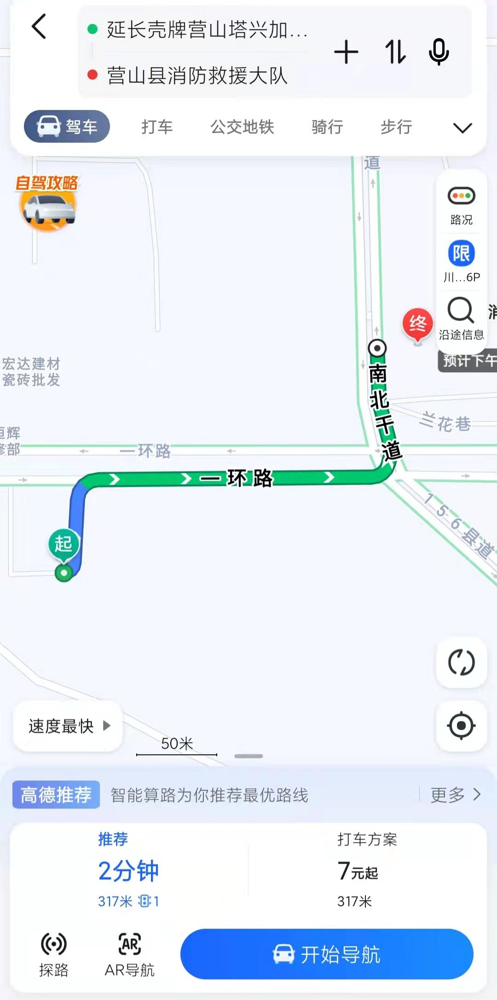 延长壳牌营山塔兴加...
营山县消防救援大队
驾车
打车
公交地铁
骑行
步行
道
自驾攻略
路况
限
川...6P
沿途信息
终
预计下午
南北干道
宏达建材
瓷砖批发
兰花巷
恒辉
修部
一环路
一环路
156县道
起
速度最快
50米
高德推荐
智能算路为你推荐最优路线
更多
推荐
打车方案
2分钟
7元起
317米 1
317米
探路
AR
AR导航
开始导航